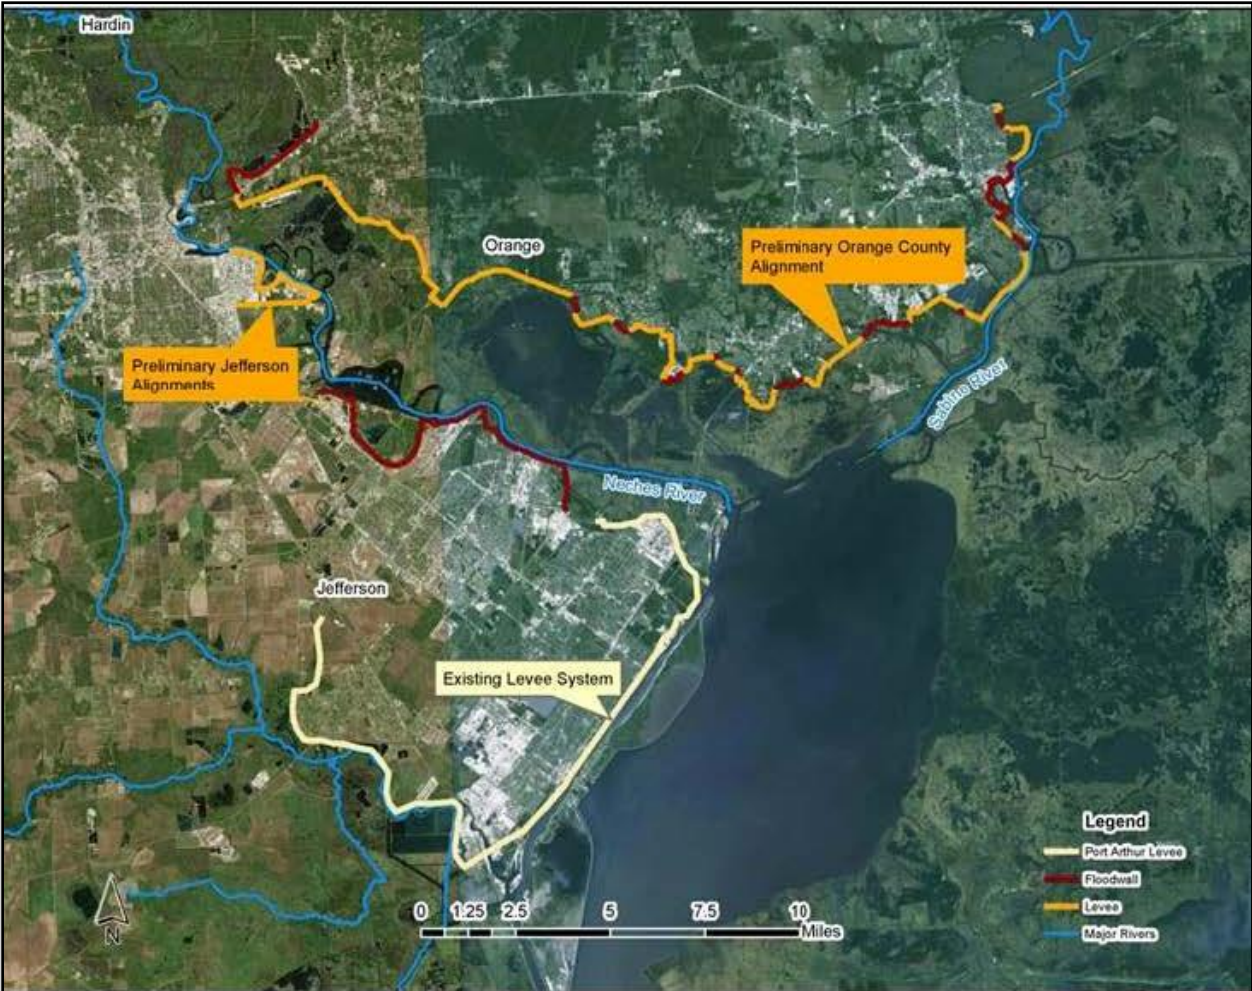 Hardin
Orange
Preliminary Orange County
Alignment
Preliminary Jefferson
Alignments
Sabine River
Neches River
Jefferson
Existing Levee System
Legend
Port Arthur Levee
Floodwall
Levee
Major Rivers
0 1.25 2.5 5 7.5 10
Miles
N